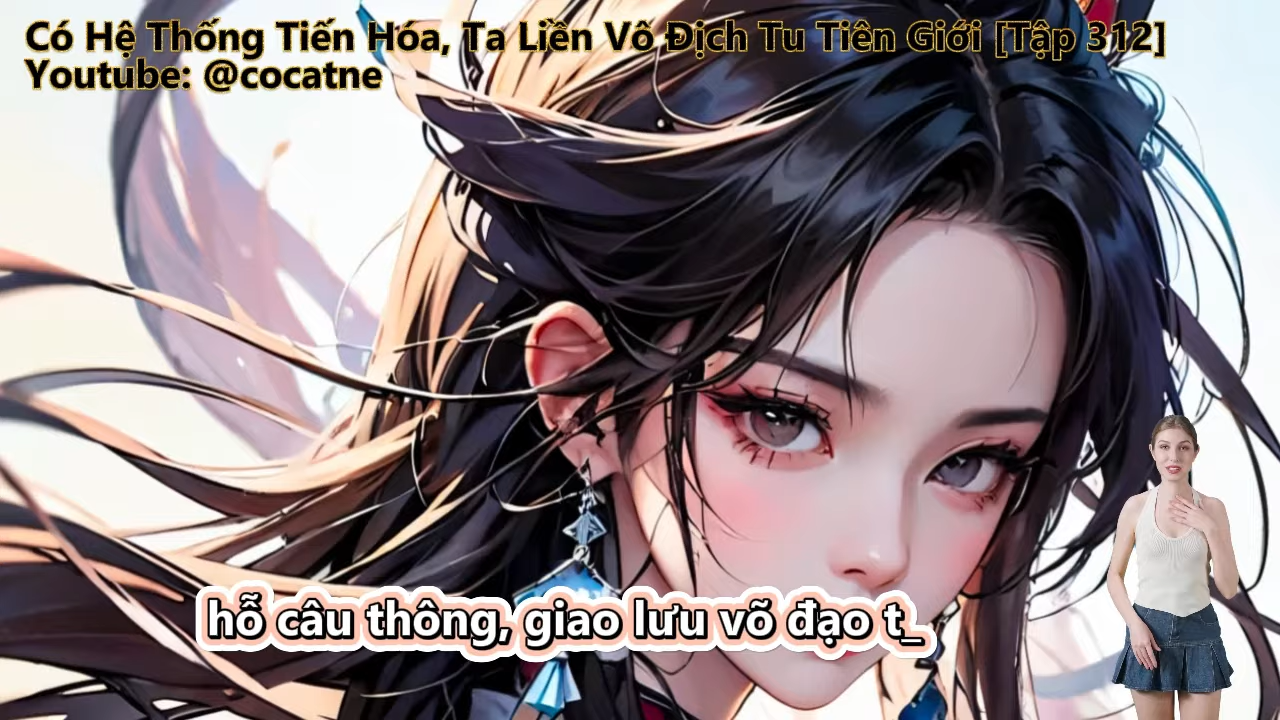 Có Hệ Thống Tiến Hóa, Ta Liền Vô Địch Tu Tiên Giới [Tập 312]
Youtube: @cocatne
hỗ câu thông, giao lưu võ đạo t_